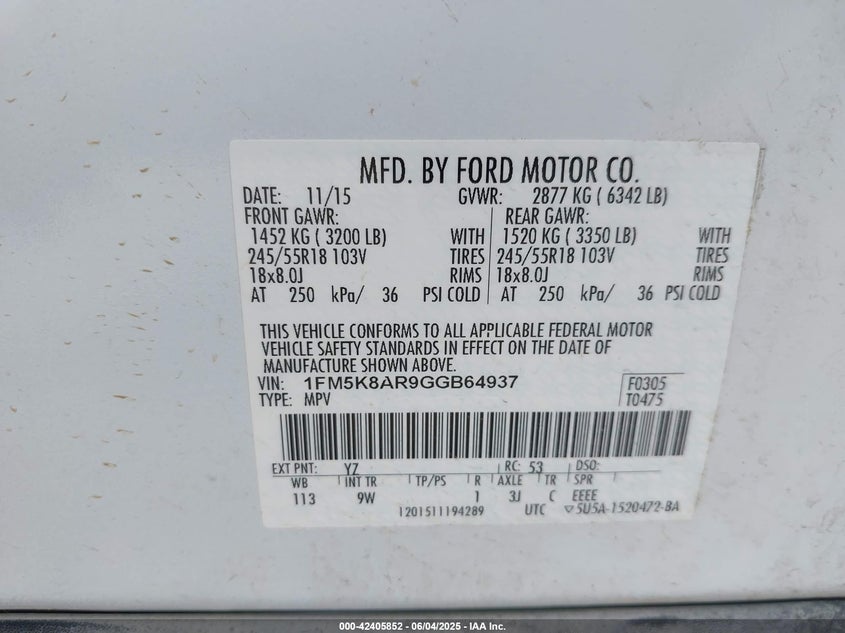 MFD. BY FORD MOTOR CO.
DATE: 11/15 GVWR: 2877 KG ( 6342 LB)
FRONT GAWR: REAR GAWR:
1452 KG ( 3200 LB) WITH 1520 KG ( 3350 LB) WITH
245/55R18 103V TIRES 245/55R18 103V TIRES
18x8.0J RIMS 18x8.0J RIMS
AT 250 kPa/ 36 PSI COLD AT 250 kPa/ 36 PSI COLD
THIS VEHICLE CONFORMS TO ALL APPLICABLE FEDERAL MOTOR
VEHICLE SAFETY STANDARDS IN EFFECT ON THE DATE OF
MANUFACTURE SHOWN ABOVE.
VIN: 1FM5K8AR9GGB64937 F0305
TYPE: MPV T0475
EXT PNT: YZ RC: 53 DSO:
WB INT TR TP/PS R AXLE TR SPR
113 9W 1 3J C EEEE
1201511194289 UTC ▽5U5A-1520472-BA
000-42405852 - 06/04/2025 - IAA Inc.